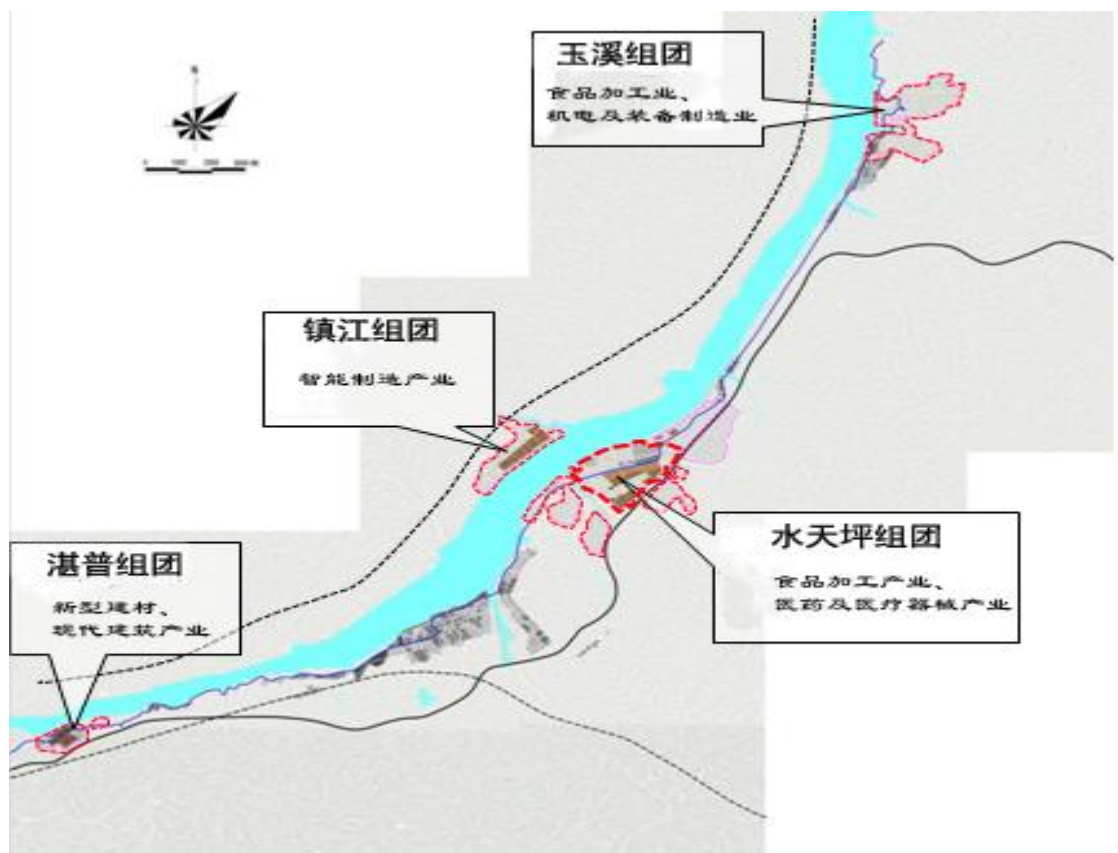 玉溪组团
食品加工业、
机电及装备制造业
镇江组团
智能制造产业
水天坪组团
食品加工产业、
医药及医疗器械产业
湛普组团
新型建材、
现代建筑产业